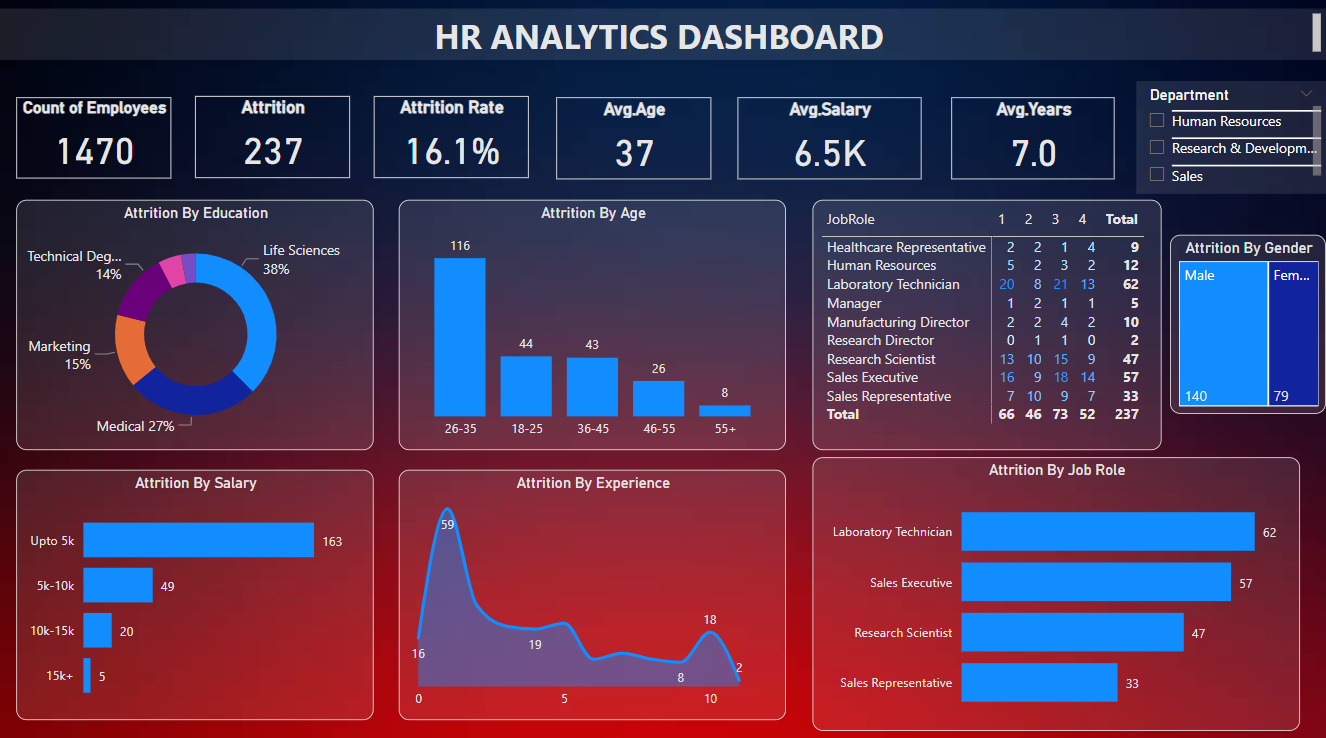 HR ANALYTICS DASHBOARD
Count of Employees
1470
Attrition
237
Attrition Rate
16.1%
Avg.Age
37
Avg.Salary
6.5K
Avg.Years
7.0
Department
Human Resources
Research & Developm...
Sales
Attrition By Education
Life Sciences
38%
Technical Deg...
14%
Marketing
15%
Medical 27%
Attrition By Age
116
44
43
26
8
26-35 18-25 36-45 46-55 55+
JobRole 1 2 3 4 Total
Healthcare Representative 2 2 1 4 9
Human Resources 5 2 3 2 12
Laboratory Technician 20 8 21 13 62
Manager 1 2 1 1 5
Manufacturing Director 2 2 4 2 10
Research Director 0 1 1 0 2
Research Scientist 13 10 15 9 47
Sales Executive 16 9 18 14 57
Sales Representative 7 10 9 7 33
Total 66 46 73 52 237
Attrition By Gender
Male Fem...
140 79
Attrition By Salary
Upto 5k 163
5k-10k 49
10k-15k 20
15k+ 5
Attrition By Experience
59
16
19
8
18
2
0 5 10
Attrition By Job Role
Laboratory Technician 62
Sales Executive 57
Research Scientist 47
Sales Representative 33